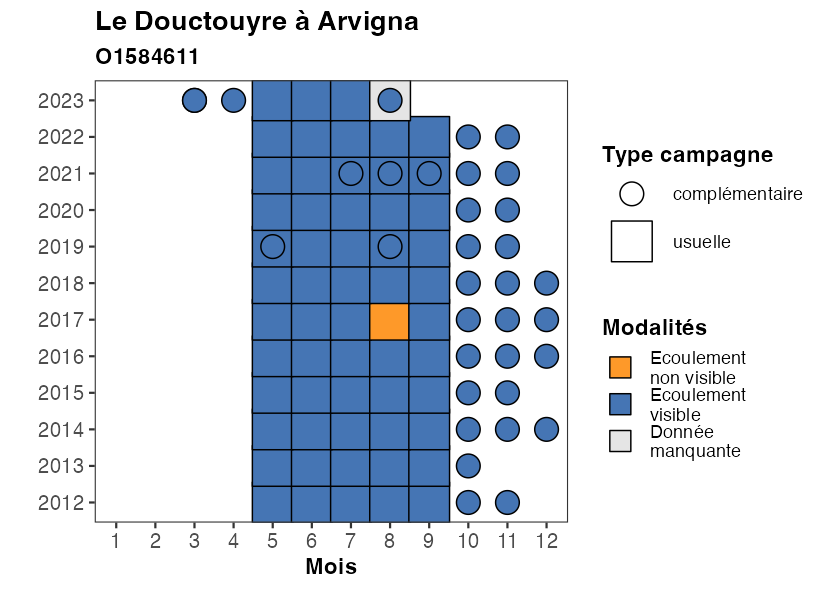 Le Douctouyre à Arvigna
O1584611
2023
2022
2021
2020
2019
2018
2017
2016
2015
2014
2013
2012
1 2 3 4 5 6 7 8 9 10 11 12
Mois
Type campagne
complémentaire
usuelle
Modalités
Ecoulement
non visible
Ecoulement
visible
Donnée
manquante